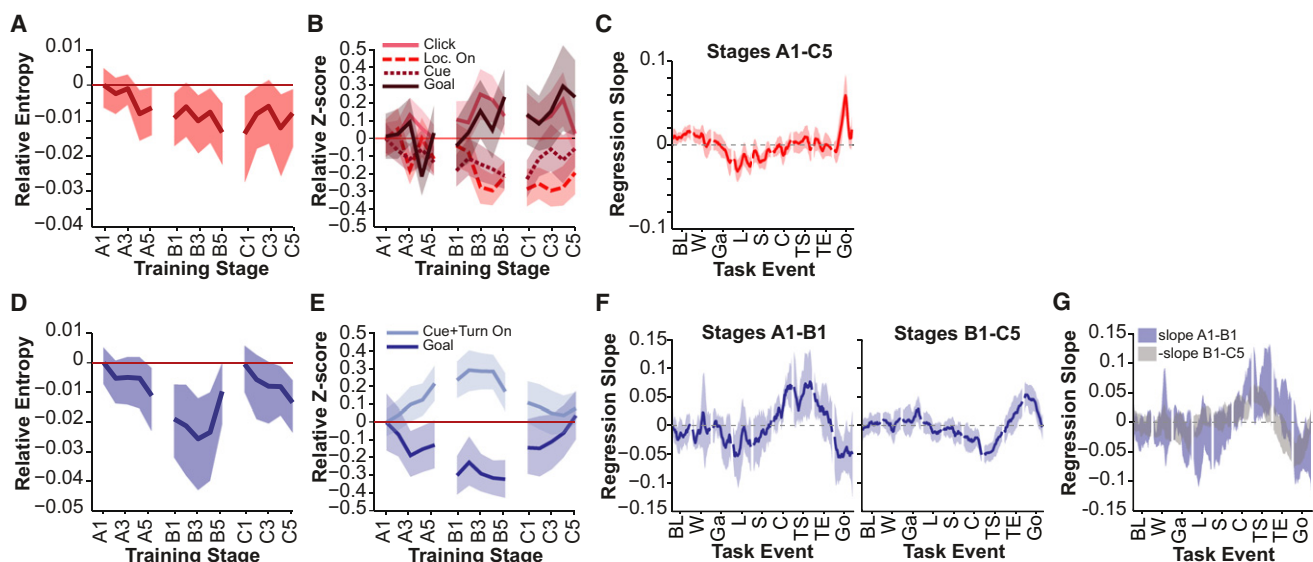 A
Relative Entropy
0.01
0
−0.01
−0.02
−0.03
−0.04
A1
A3
A5
B1
B3
B5
C1
C3
C5
Training Stage
B
Relative Z-score
0.5
0.4
0.3
0.2
0.1
0
−0.1
−0.2
−0.3
−0.4
−0.5
Click
Loc. On
Cue
Goal
A1
A3
A5
B1
B3
B5
C1
C3
C5
Training Stage
C
Stages A1-C5
Regression Slope
0.1
0
−0.1
BL
W
Ga
L
S
C
TS
TE
Go
Task Event
D
Relative Entropy
0.01
0
−0.01
−0.02
−0.03
−0.04
−0.05
A1
A3
A5
B1
B3
B5
C1
C3
C5
Training Stage
E
Relative Z-score
0.5
0.4
0.3
0.2
0.1
0
−0.1
−0.2
−0.3
−0.4
−0.5
Cue+Turn On
Goal
A1
A3
A5
B1
B3
B5
C1
C3
C5
Training Stage
F
Stages A1-B1
Regression Slope
0.15
0.10
0.05
0
−0.05
−0.1
−0.15
BL
W
Ga
L
S
C
TS
TE
Go
Task Event
Stages B1-C5
BL
W
Ga
L
S
C
TS
TE
Go
Task Event
G
Regression Slope
0.15
0.10
0.05
0
−0.05
−0.1
−0.15
slope A1-B1
-slope B1-C5
BL
W
Ga
L
S
C
TS
TE
Go
Task Event